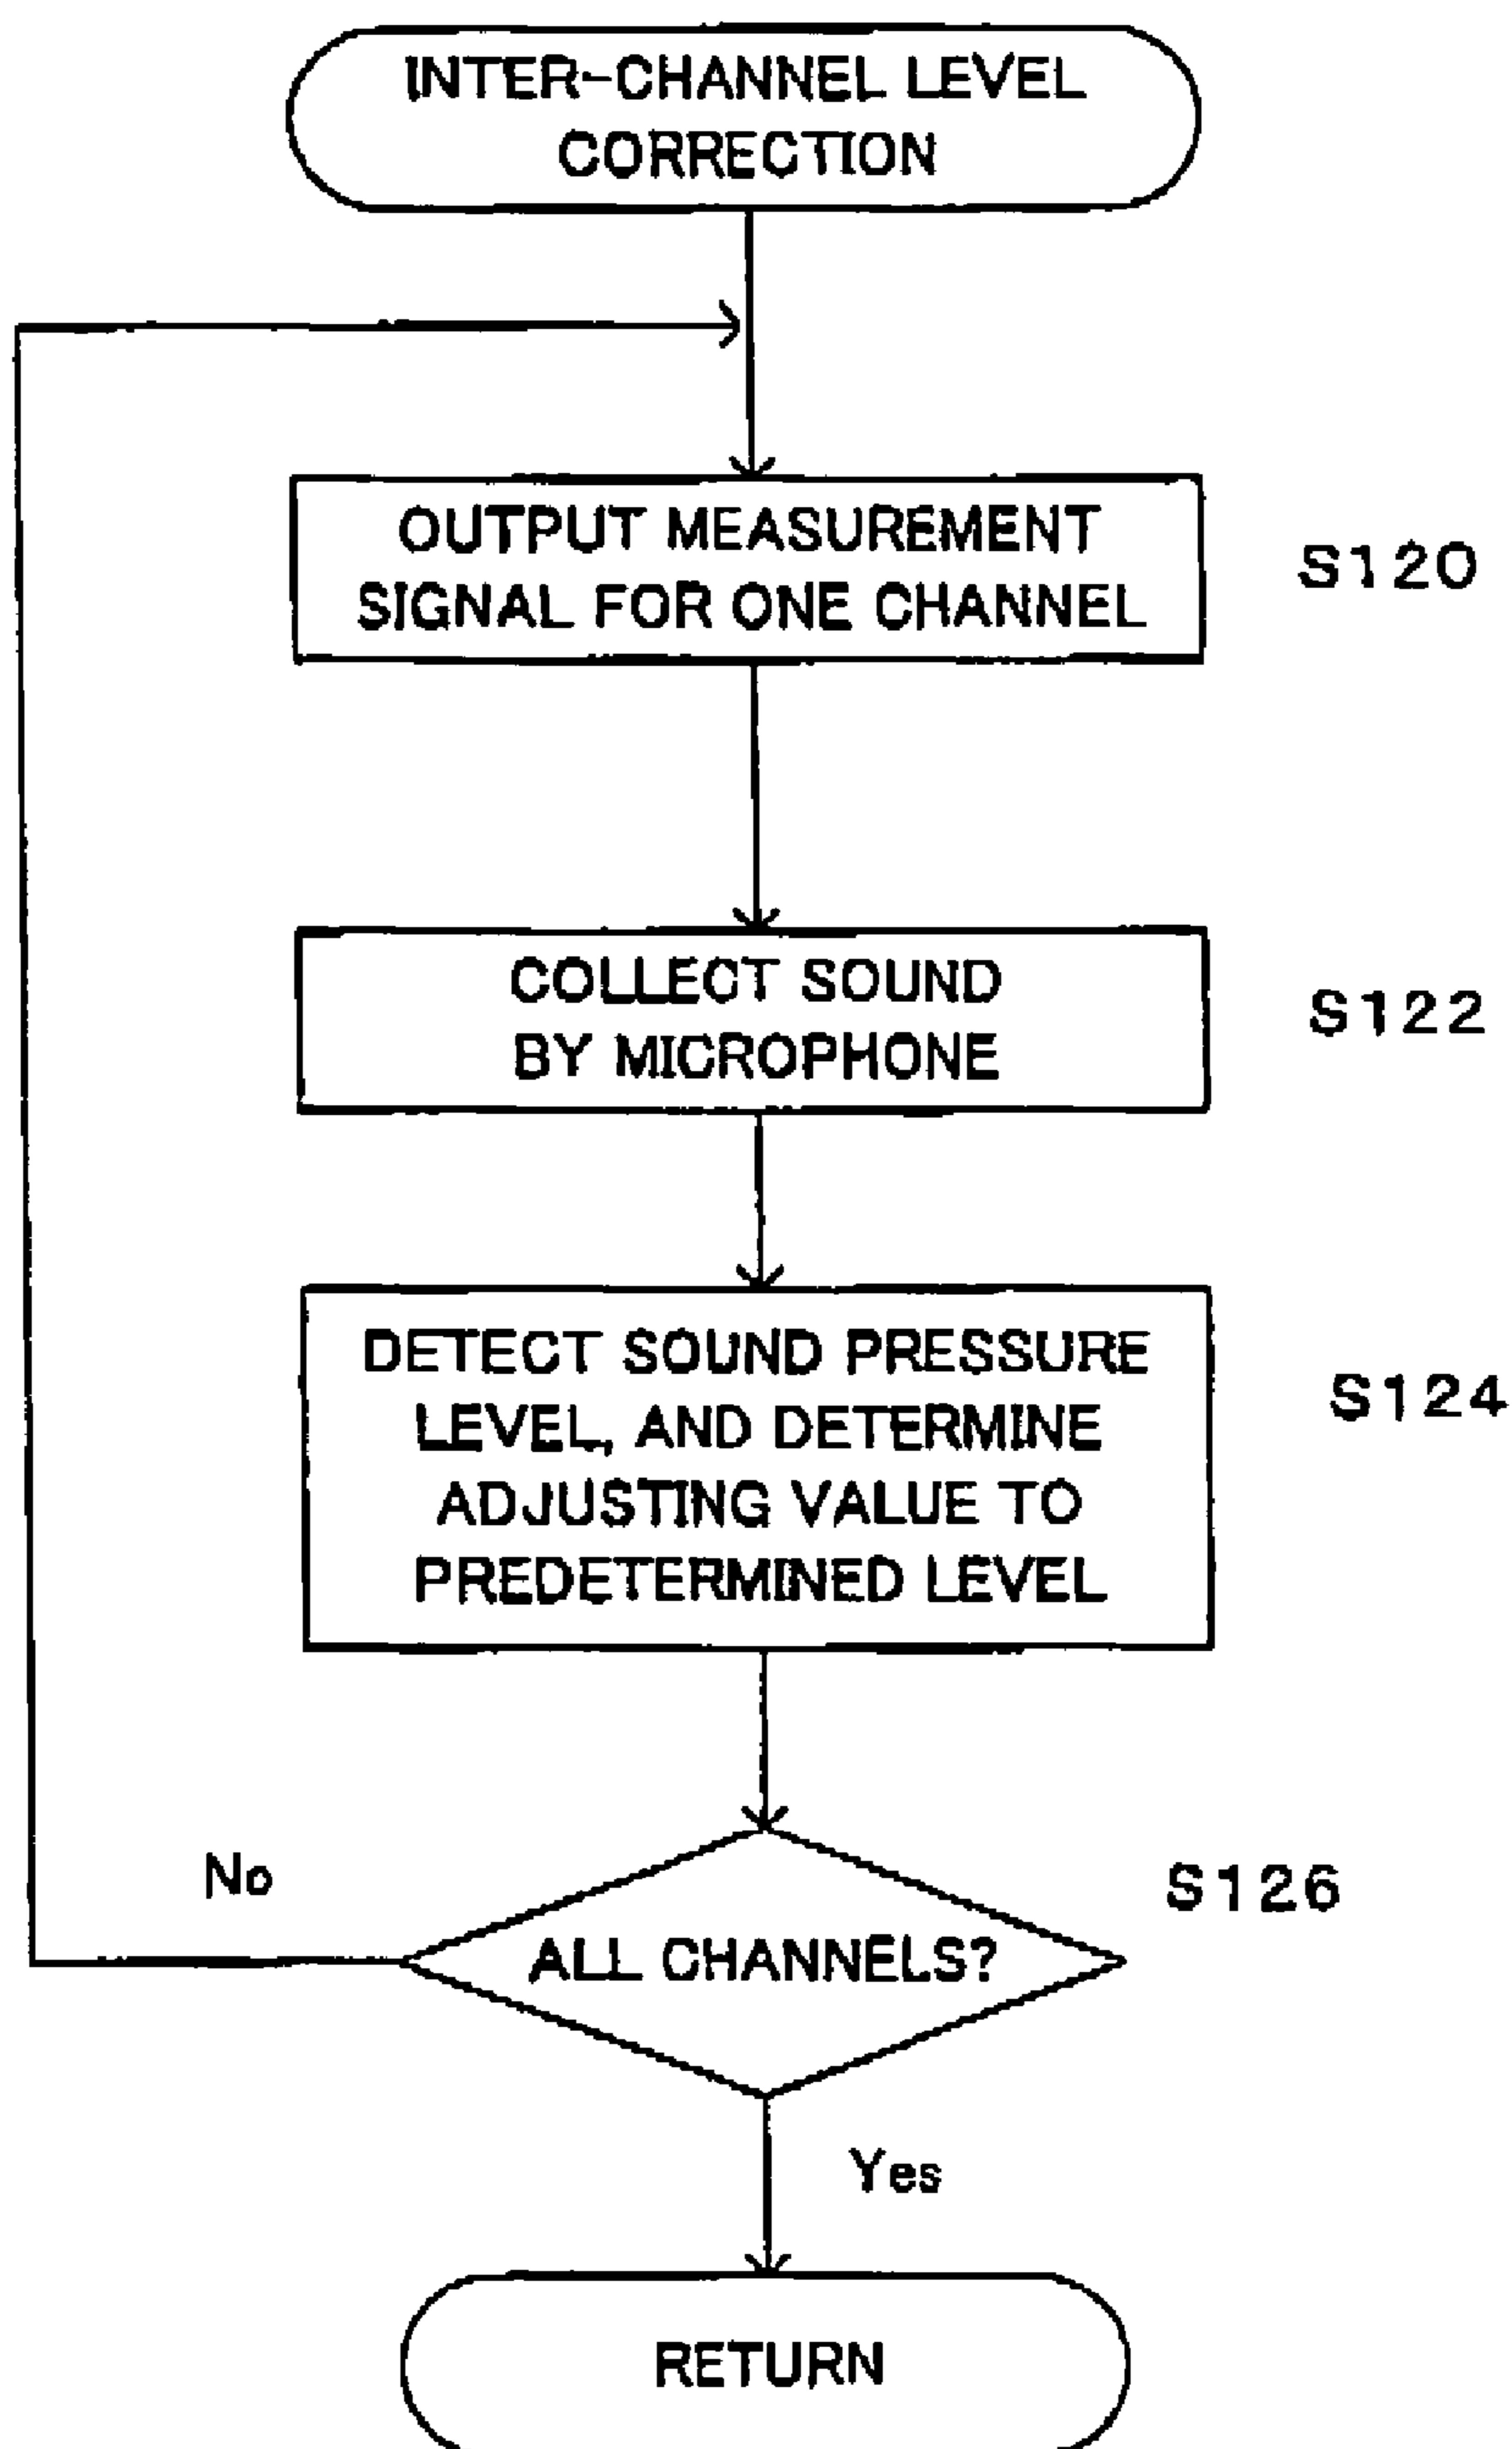 INTER-CHANNEL LEVEL
CORRECTION
OUTPUT MEASUREMENT
SIGNAL FOR ONE CHANNEL
S120
COLLECT SOUND
BY MICROPHONE
S122
DETECT SOUND PRESSURE
LEVEL, AND DETERMINE
ADJUSTING VALUE TO
PREDETERMINED LEVEL
S124
No
S126
ALL CHANNELS?
Yes
RETURN